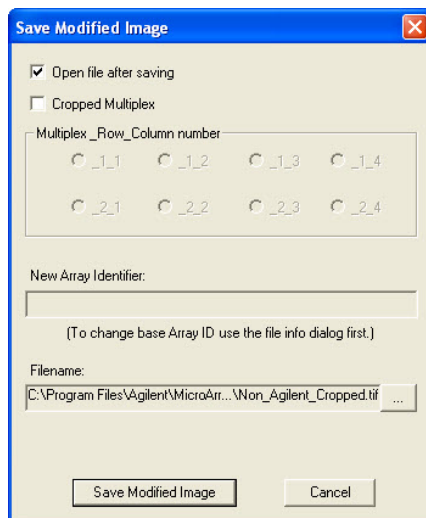 Save Modified Image
Open file after saving
Cropped Multiplex
Multiplex _Row_Column number
_1_1 _1_2 _1_3 _1_4
_2_1 _2_2 _2_3 _2_4
New Array Identifier:
(To change base Array ID use the file info dialog first.)
Filename:
C:\Program Files\Agilent\MicroArr...\Non_Agilent_Cropped.tif ...
Save Modified Image Cancel